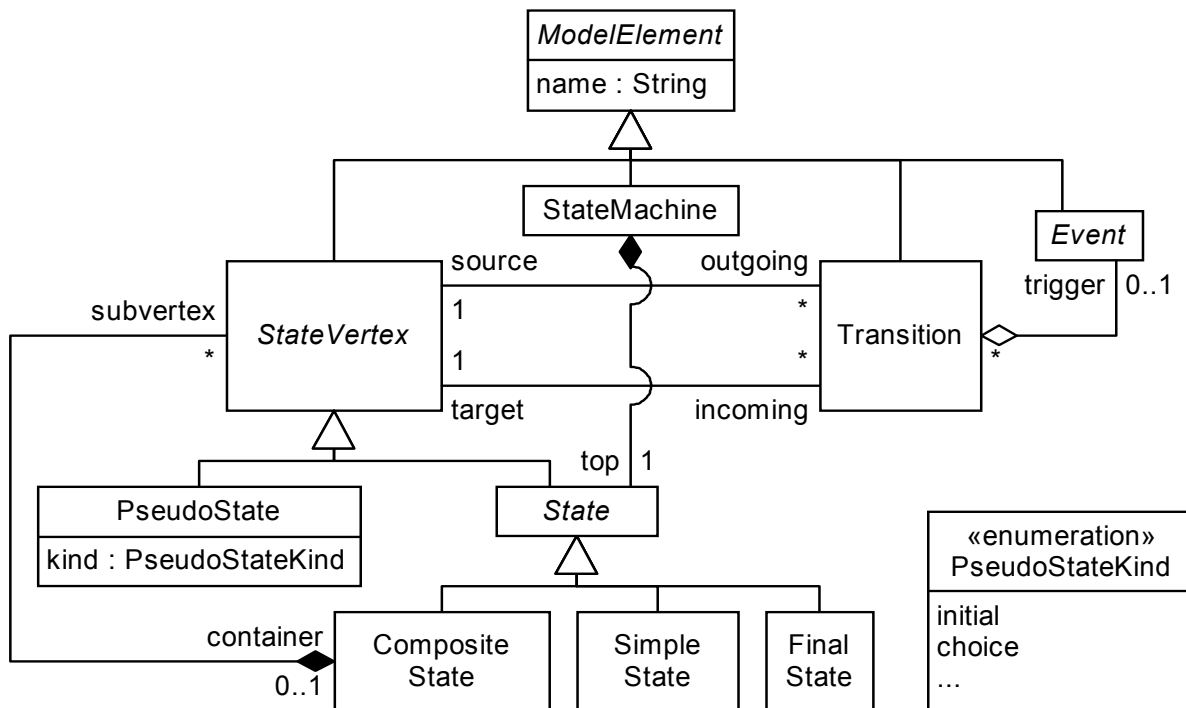 ModelElement
name : String
StateMachine
Event
source
outgoing
trigger
0..1
subvertex
1
*
StateVertex
Transition
*
1
*
*
target
incoming
top
1
PseudoState
kind : PseudoStateKind
State
«enumeration»
PseudoStateKind
initial
choice
...
container
0..1
Composite
State
Simple
State
Final
State